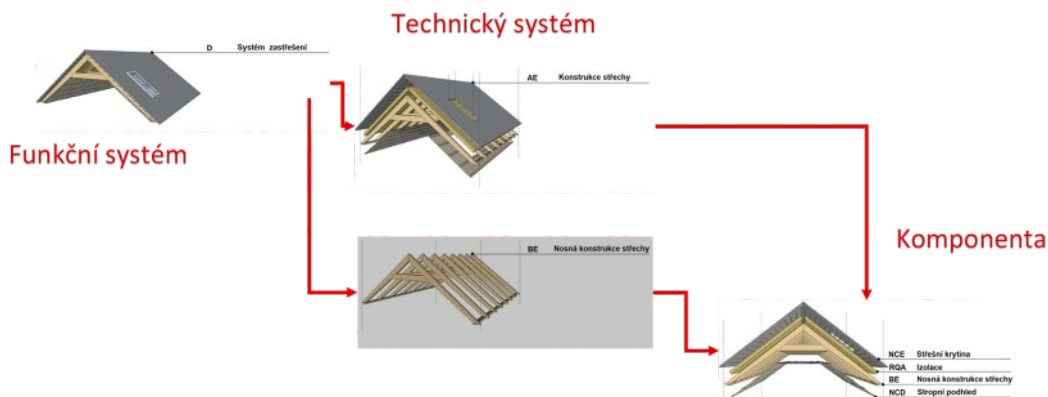 Technický systém
D Systém zastřešení
AE Konstrukce střechy
Funkční systém
BE Nosná konstrukce střechy
Komponenta
NCE Střešní krytina
RQA Izolace
BE Nosná konstrukce střechy
NCD Stropní podhled